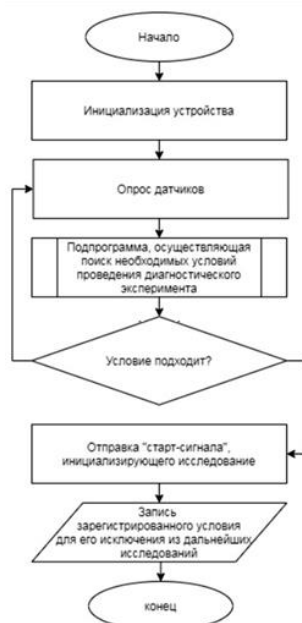 Начало
Инициализация устройства
Опрос датчиков
Подпрограмма, осуществляющая
поиск необходимых условий
проведения диагностического
эксперимента
Условие подходит?
Отправка "старт-сигнала",
инициализирующего исследование
Запись
зарегистрированного условия
для его исключения из дальнейших
исследований
конец